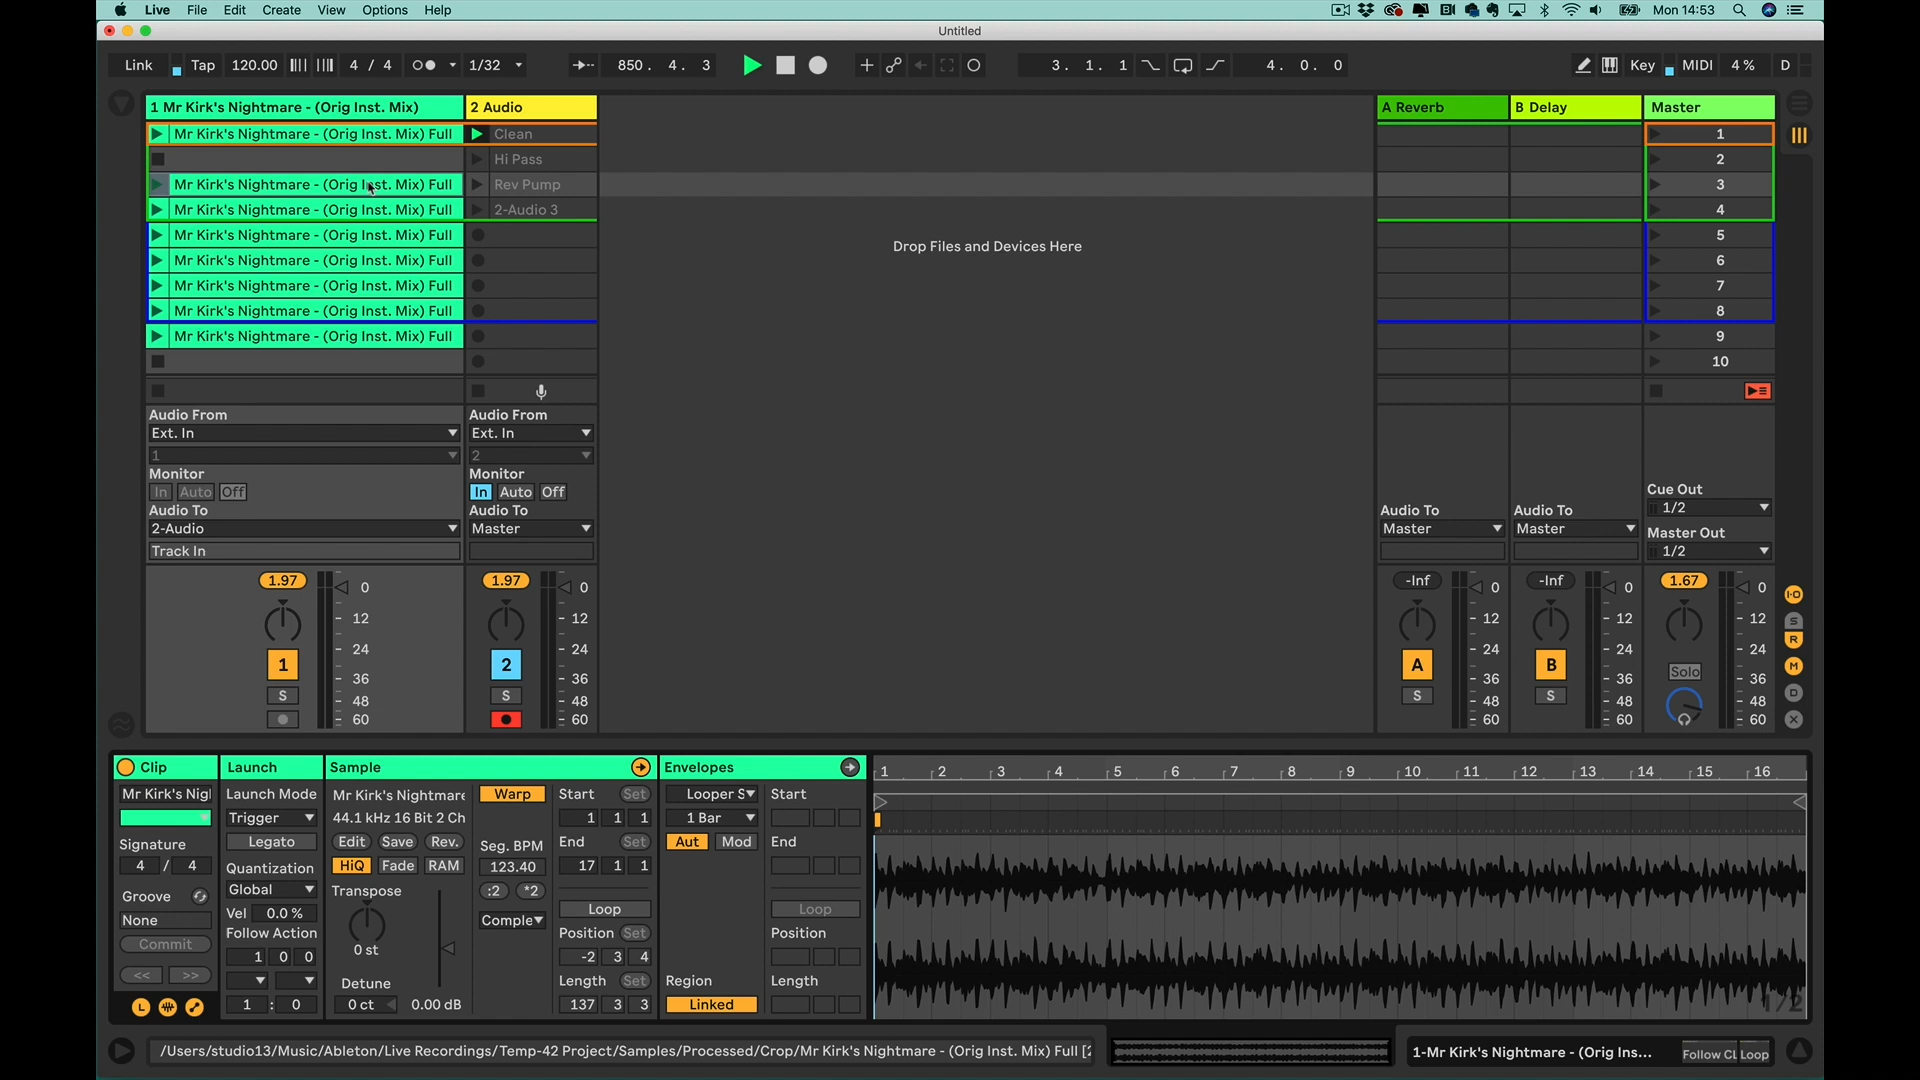 Live File Edit Create View Options Help Mon 14:53
Untitled
Link Tap 120.00 4 / 4 1/32 850. 4. 3 3. 1. 1 4. 0. 0 Key MIDI 4 % D
1 Mr Kirk's Nightmare - (Orig Inst. Mix) 2 Audio A Reverb B Delay Master
Mr Kirk's Nightmare - (Orig Inst. Mix) Full Clean 1
Hi Pass 2
Mr Kirk's Nightmare - (Orig Inst. Mix) Full Rev Pump 3
Mr Kirk's Nightmare - (Orig Inst. Mix) Full 2-Audio 3 4
Mr Kirk's Nightmare - (Orig Inst. Mix) Full 5
Drop Files and Devices Here
Mr Kirk's Nightmare - (Orig Inst. Mix) Full 6
Mr Kirk's Nightmare - (Orig Inst. Mix) Full 7
Mr Kirk's Nightmare - (Orig Inst. Mix) Full 8
Mr Kirk's Nightmare - (Orig Inst. Mix) Full 9
10
Audio From Audio From
Ext. In Ext. In
1 2
Monitor Monitor
In Auto Off In Auto Off Cue Out
1/2
Audio To Audio To Audio To Audio To
2-Audio Master Master Master Master Out
Track In 1/2
1.97 0 1.97 0 -Inf 0 -Inf 0 1.67 0
12 12 12 12 12
24 24 24 24 24
1 2 A B Solo
36 36 36 36 36
S S S S
48 48 48 48 48
60 60 60 60 60
I-O
S
R
M
D
X
Clip Launch Sample Envelopes 1 2 3 4 5 6 7 8 9 10 11 12 13 14 15 16
Mr Kirk's Nig Launch Mode Mr Kirk's Nightmare Warp Start Set Looper S Start
Trigger 44.1 kHz 16 Bit 2 Ch 1 1 1 1 Bar
Signature Legato Edit Save Rev. Seg. BPM End Set Aut Mod End
4 / 4 Quantization HiQ Fade RAM 123.40 17 1 1
Groove Global Transpose :2 *2
None Vel 0.0 % Comple Loop Loop
Commit Follow Action 0 st Position Set Position
<< >> 1 0 0 -2 3 4
Detune Length Set Region Length
L 1 : 0 0 ct 0.00 dB 137 3 3 Linked 1/2
/Users/studio13/Music/Ableton/Live Recordings/Temp-42 Project/Samples/Processed/Crop/Mr Kirk's Nightmare - (Orig Inst. Mix) Full [2 1-Mr Kirk's Nightmare - (Orig Ins... Follow Cl Loop